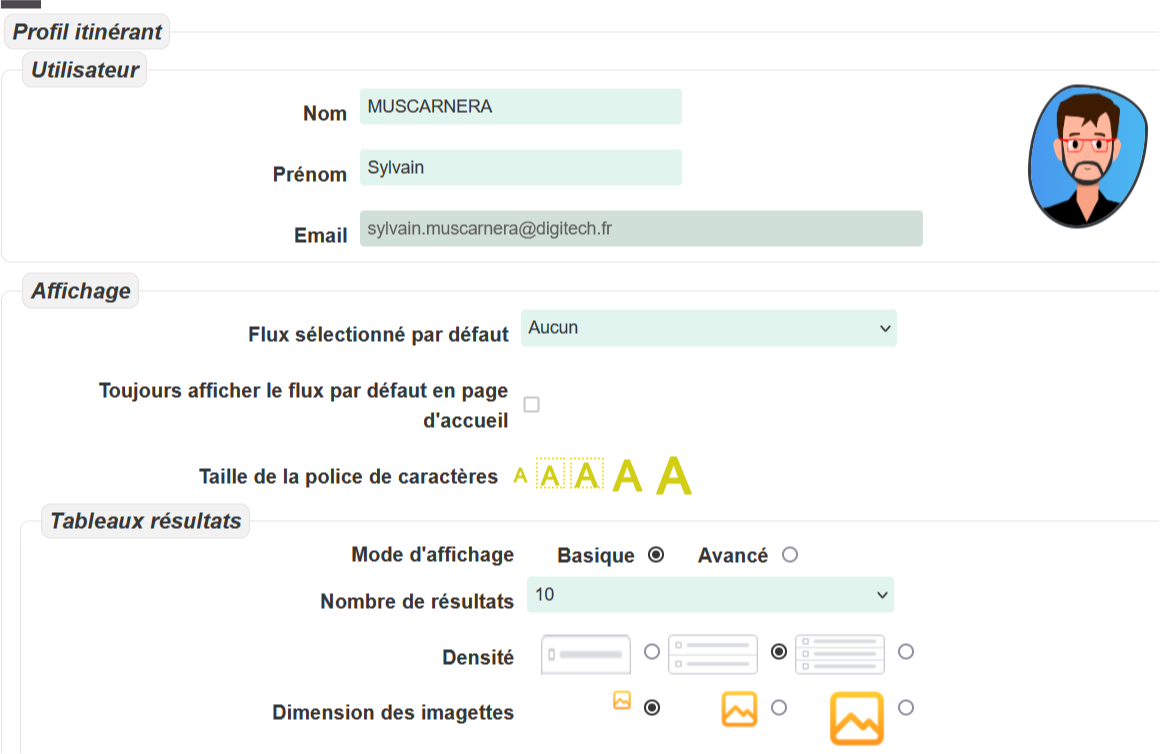 Profil itinérant
Utilisateur
Nom MUSCARNERA
Prénom Sylvain
Email sylvain.muscarnera@digitech.fr
Affichage
Flux sélectionné par défaut Aucun
Toujours afficher le flux par défaut en page
d'accueil
Taille de la police de caractères A A A A A
Tableaux résultats
Mode d'affichage Basique Avancé
Nombre de résultats 10
Densité
Dimension des imagettes